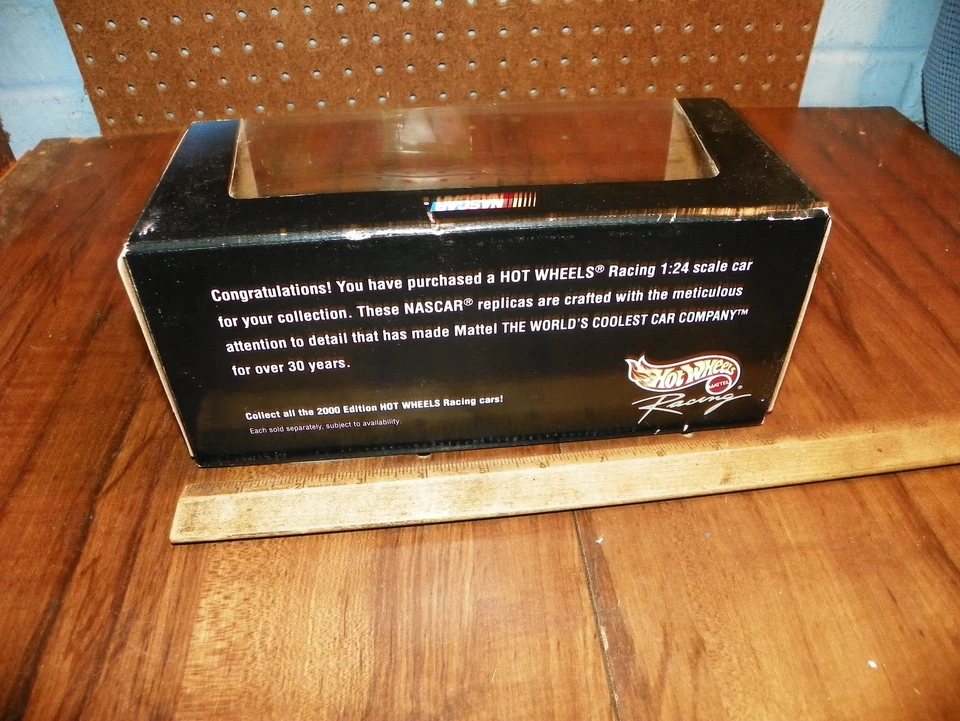 NASCAR
Congratulations! You have purchased a HOT WHEELS® Racing 1:24 scale car
for your collection. These NASCAR® replicas are crafted with the meticulous
attention to detail that has made Mattel THE WORLD'S COOLEST CAR COMPANY™
for over 30 years.
Collect all the 2000 Edition HOT WHEELS Racing cars!
Each sold separately, subject to availability.
HOT WHEELS
MATTEL
Racing®